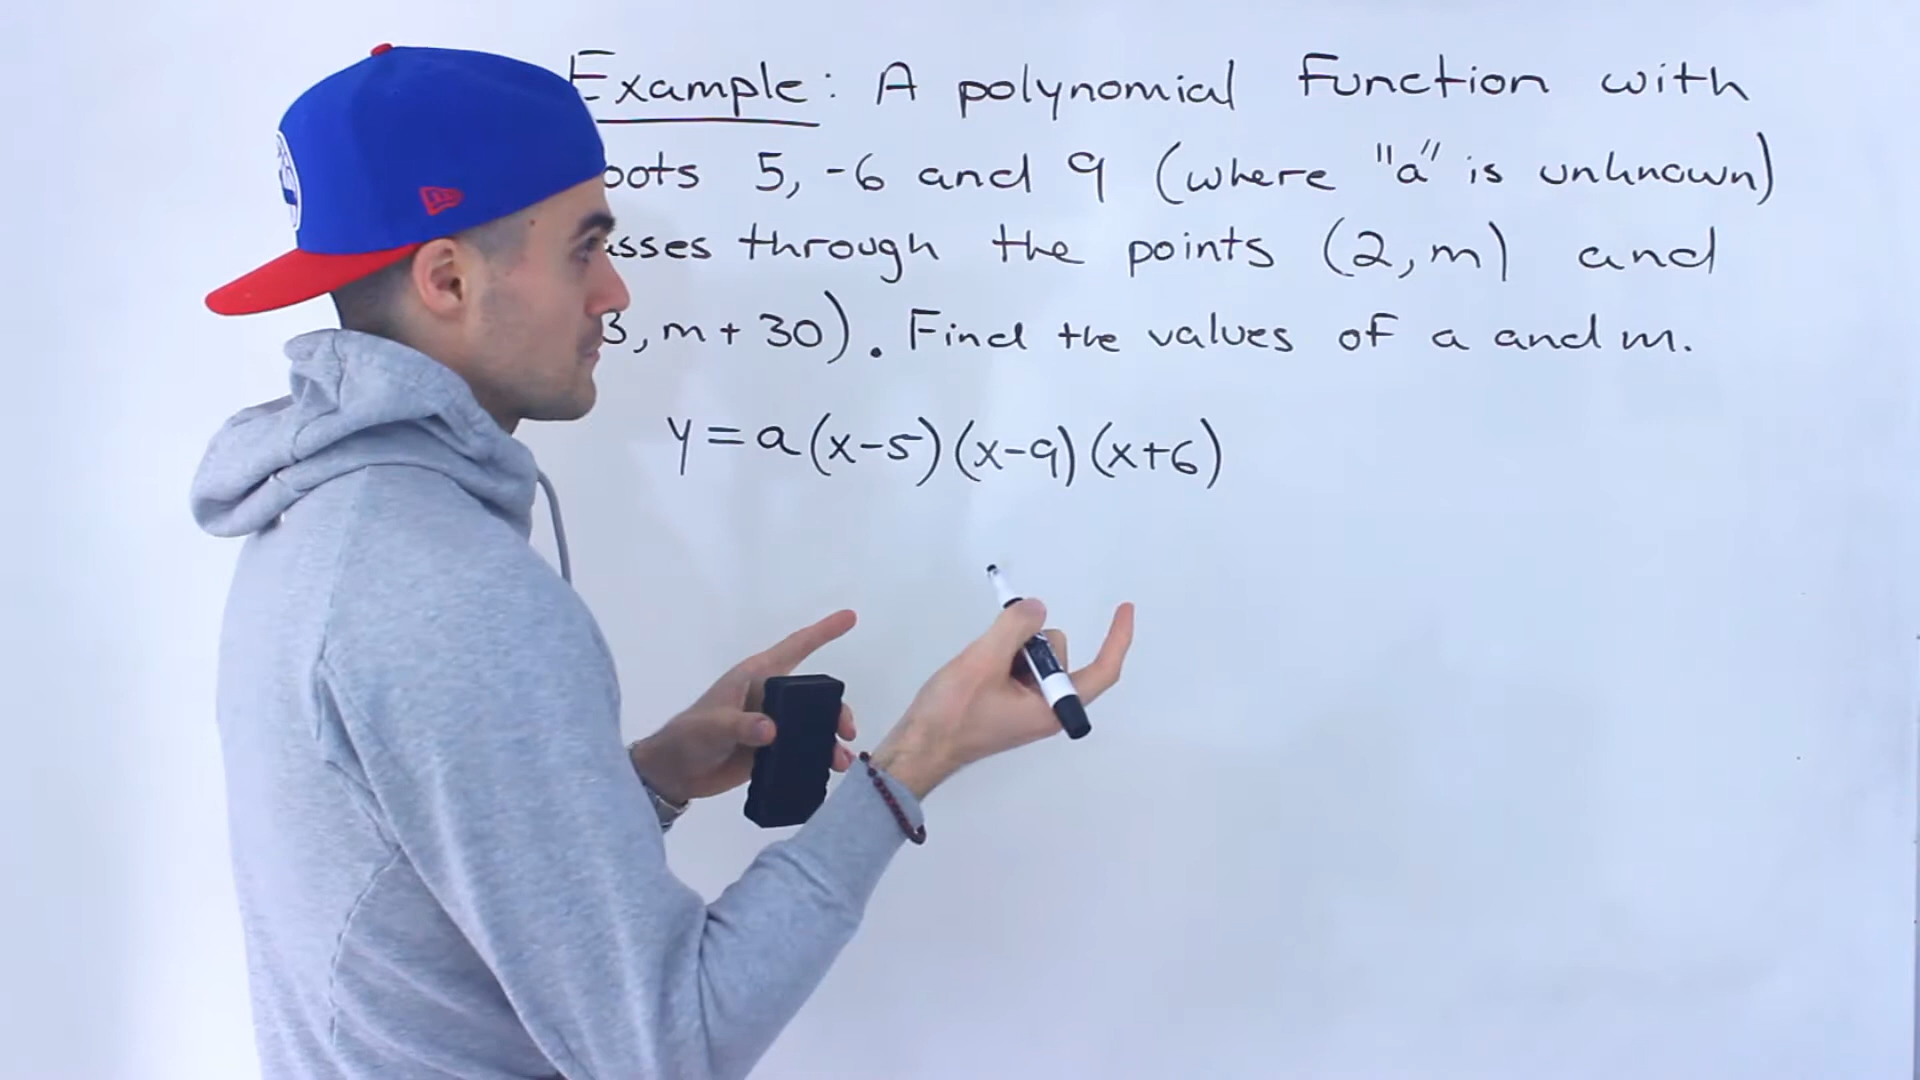 Example: A polynomial function with
oots 5, -6 and 9 (where "a" is unknown)
asses through the points (2, m) and
3, m + 30). Find the values of a and m.
y = a(x-5)(x-9)(x+6)